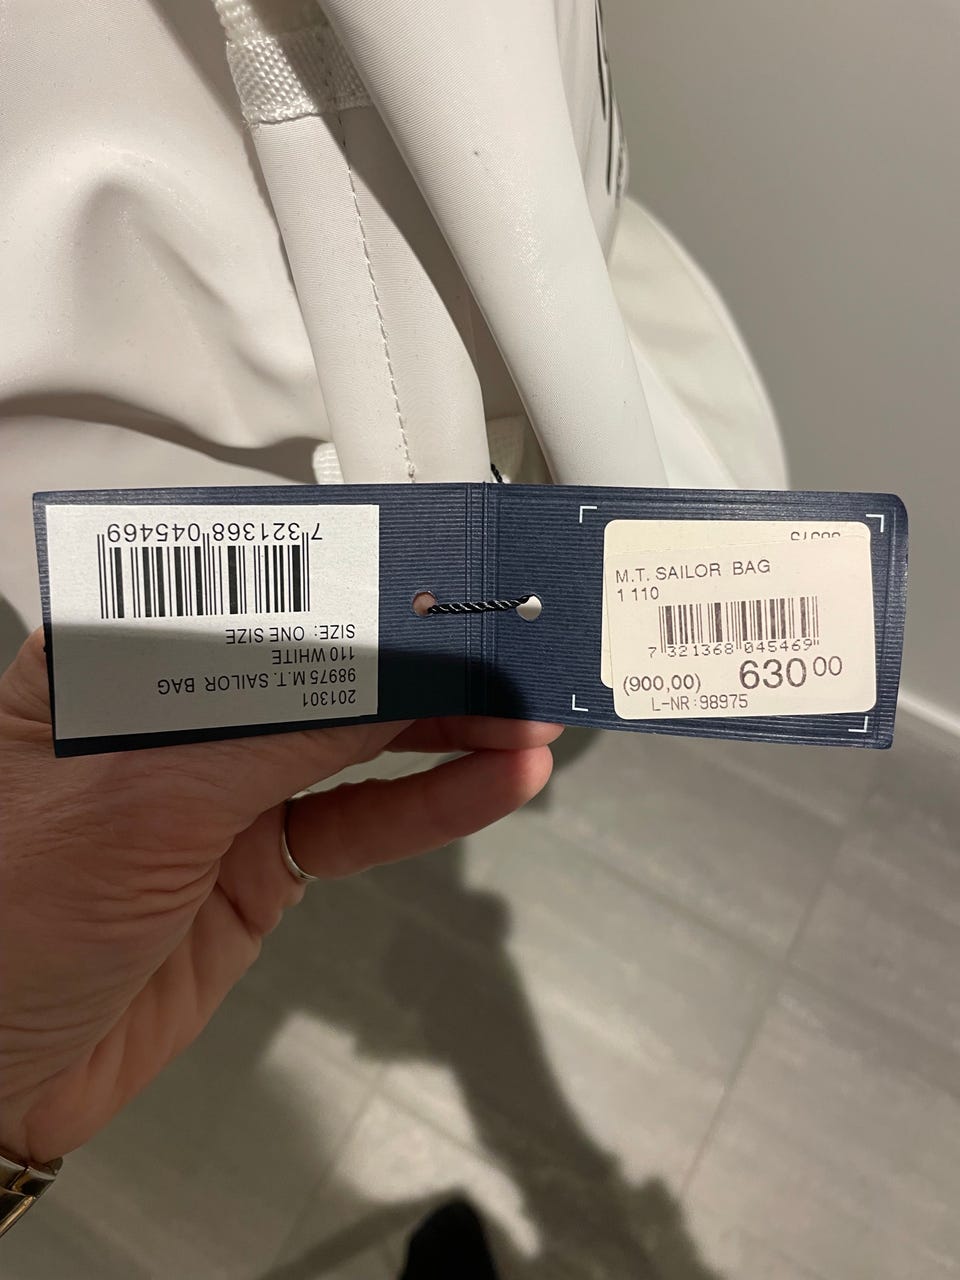 7 321368 045469
SIZE: ONE SIZE
110 WHITE
98975 M.T. SAILOR BAG
201301
98975
M.T. SAILOR BAG
1 110
7 321368 045469
(900,00) 630 00
L-NR:98975